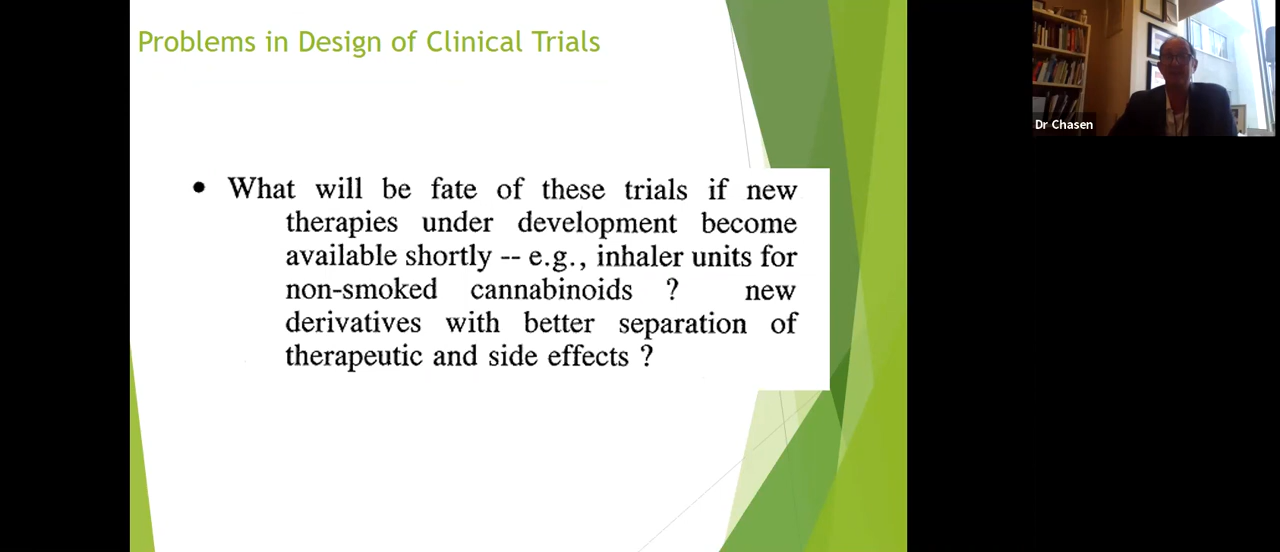 Problems in Design of Clinical Trials
Dr Chasen
• What will be fate of these trials if new
therapies under development become
available shortly -- e.g., inhaler units for
non-smoked cannabinoids ? new
derivatives with better separation of
therapeutic and side effects ?